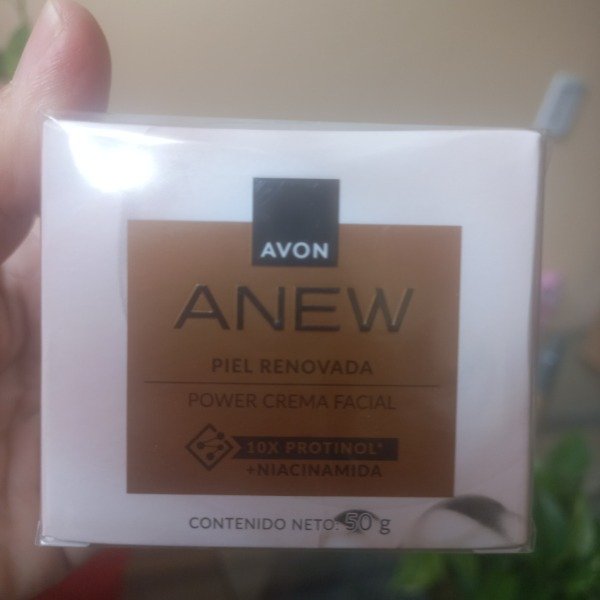 AVON
ANEW
PIEL RENOVADA
POWER CREMA FACIAL
10X PROTINOL*
+NIACINAMIDA
CONTENIDO NETO: 50 g